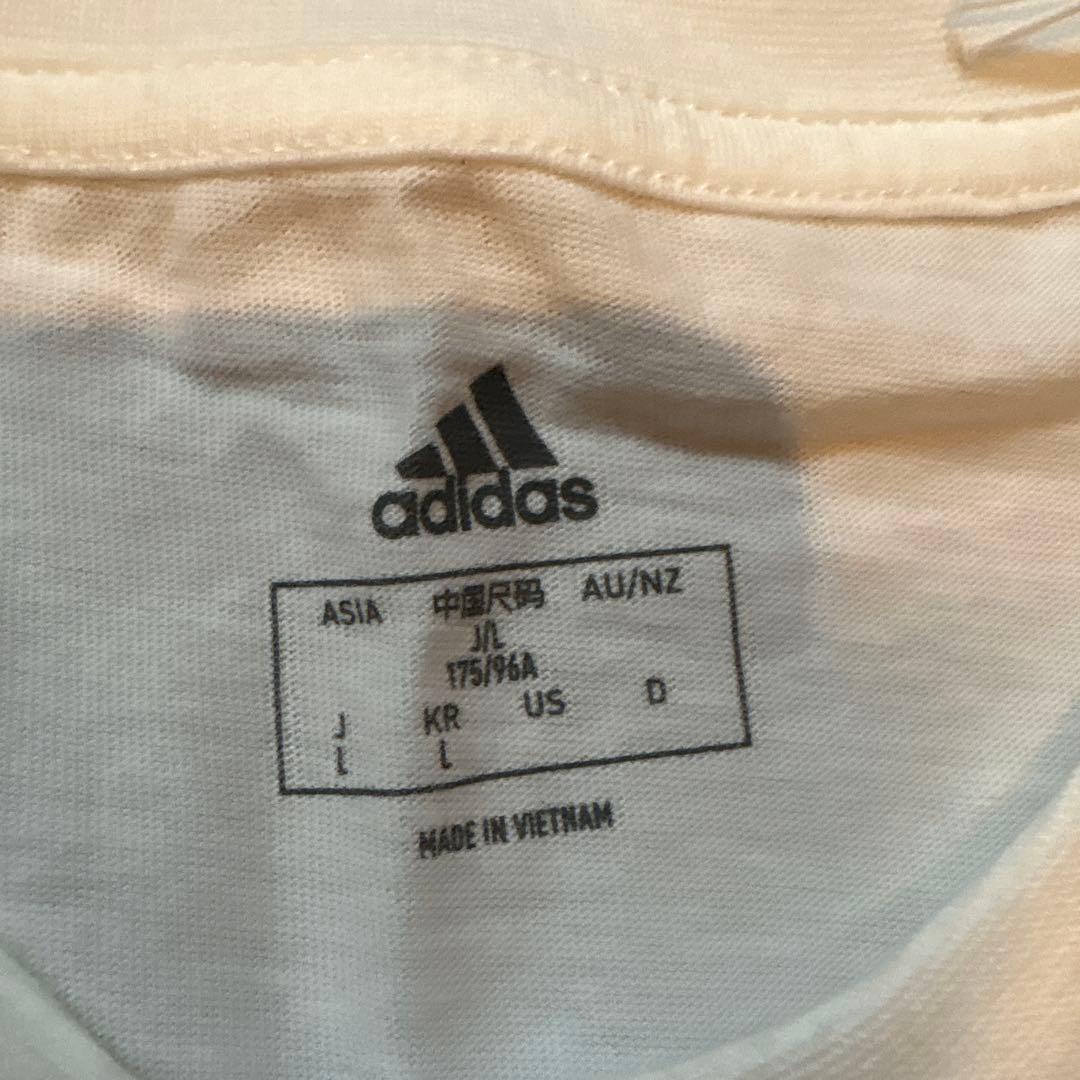 adidas
ASIA 中国尺码 AU/NZ
J/L
175/96A
J KR US D
L L
MADE IN VIETNAM